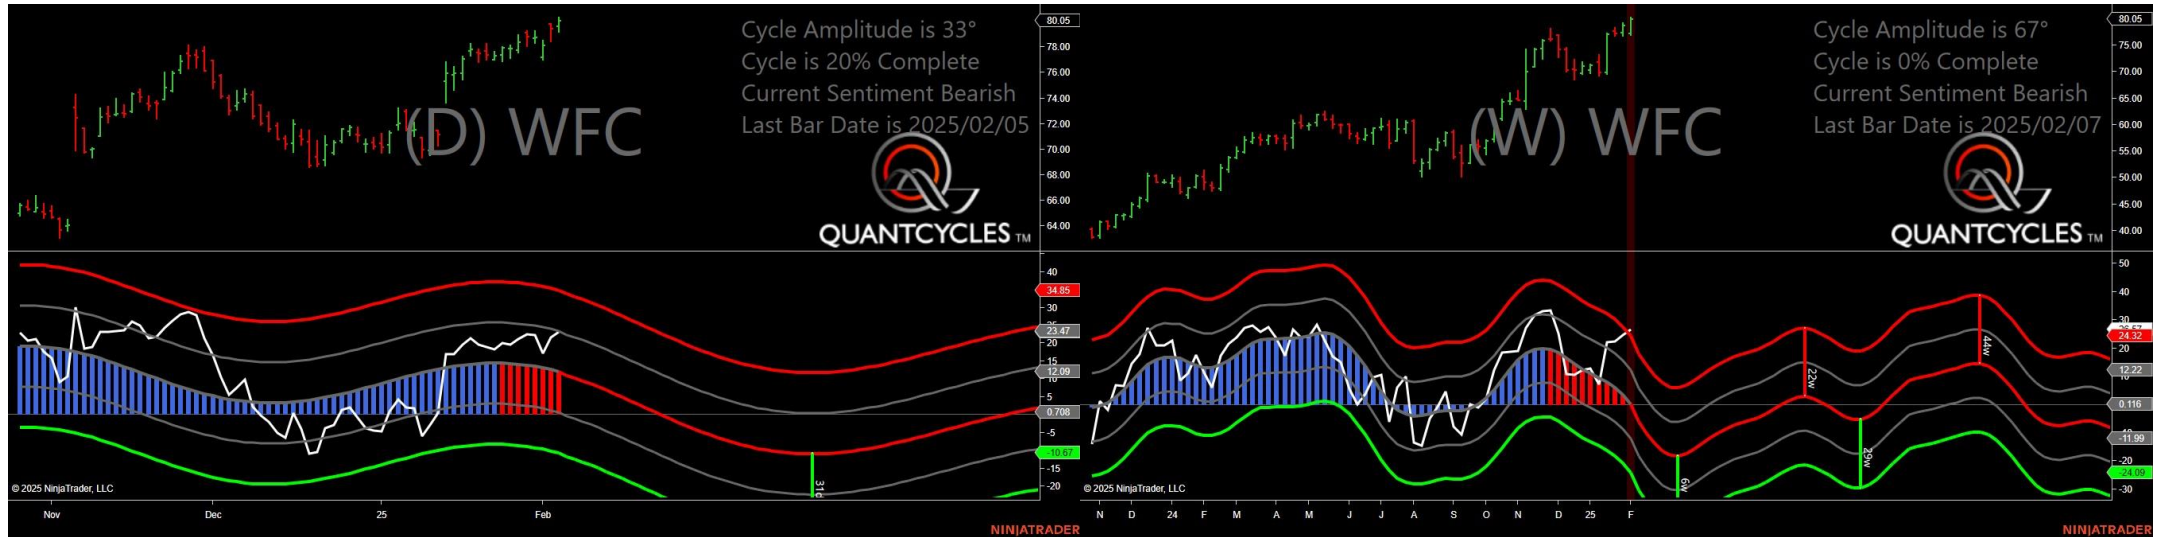 Cycle Amplitude is 33°
Cycle is 20% Complete
Current Sentiment Bearish
Last Bar Date is 2025/02/05
(D) WFC
QUANTCYCLES TM
80.05
78.00
76.00
74.00
72.00
70.00
68.00
66.00
64.00
40
34.85
30
23.47
20
12.09
10
5
0.708
-5
-10.67
-15
-20
31d
© 2025 NinjaTrader, LLC
Nov Dec 25 Feb
NINJATRADER
Cycle Amplitude is 67°
Cycle is 0% Complete
Current Sentiment Bearish
Last Bar Date is 2025/02/07
(W) WFC
QUANTCYCLES TM
80.05
75.00
70.00
65.00
60.00
55.00
50.00
45.00
40.00
50
40
30
24.32
20
12.22
0.116
-11.99
-20
-24.09
-30
22w
44w
29w
6w
© 2025 NinjaTrader, LLC
N D 24 F M A M J J A S O N D 25 F
NINJATRADER